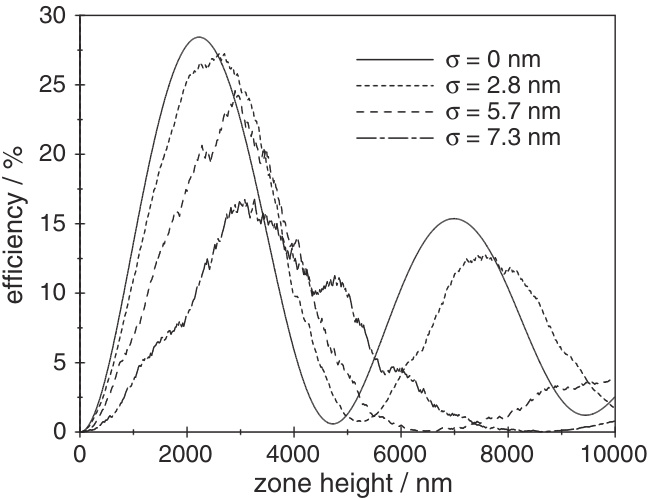 30
25
20
15
10
5
0
efficiency / %
σ = 0 nm
σ = 2.8 nm
σ = 5.7 nm
σ = 7.3 nm
0 2000 4000 6000 8000 10000
zone height / nm